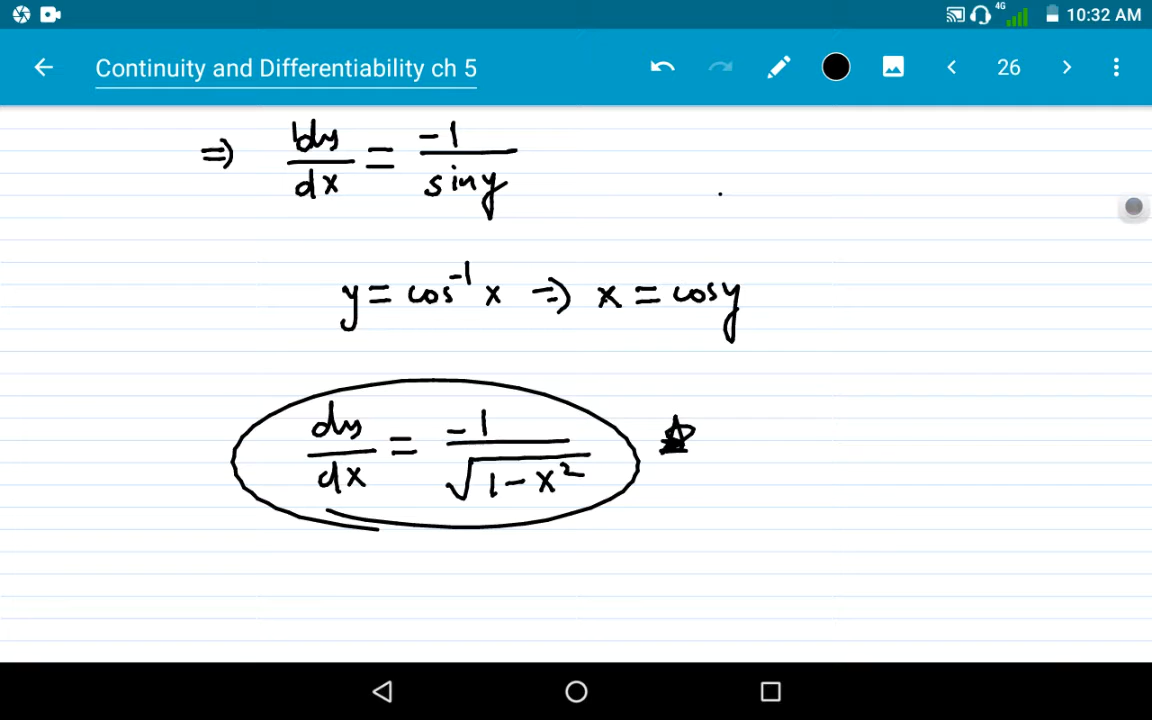 4G 10:32 AM
Continuity and Differentiability ch 5 26
⇒ dy/dx = -1/sin y
y = cos⁻¹ x ⇒ x = cos y
dy/dx = -1/√(1-x²)